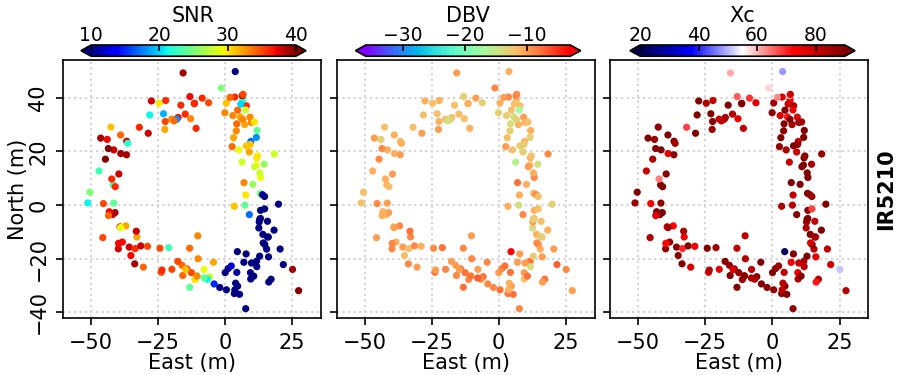 SNR DBV Xc
10 20 30 40 −30 −20 −10 20 40 60 80
40
20
0
−20
−40
North (m)
IR5210
−50 −25 0 25 −50 −25 0 25 −50 −25 0 25
East (m) East (m) East (m)